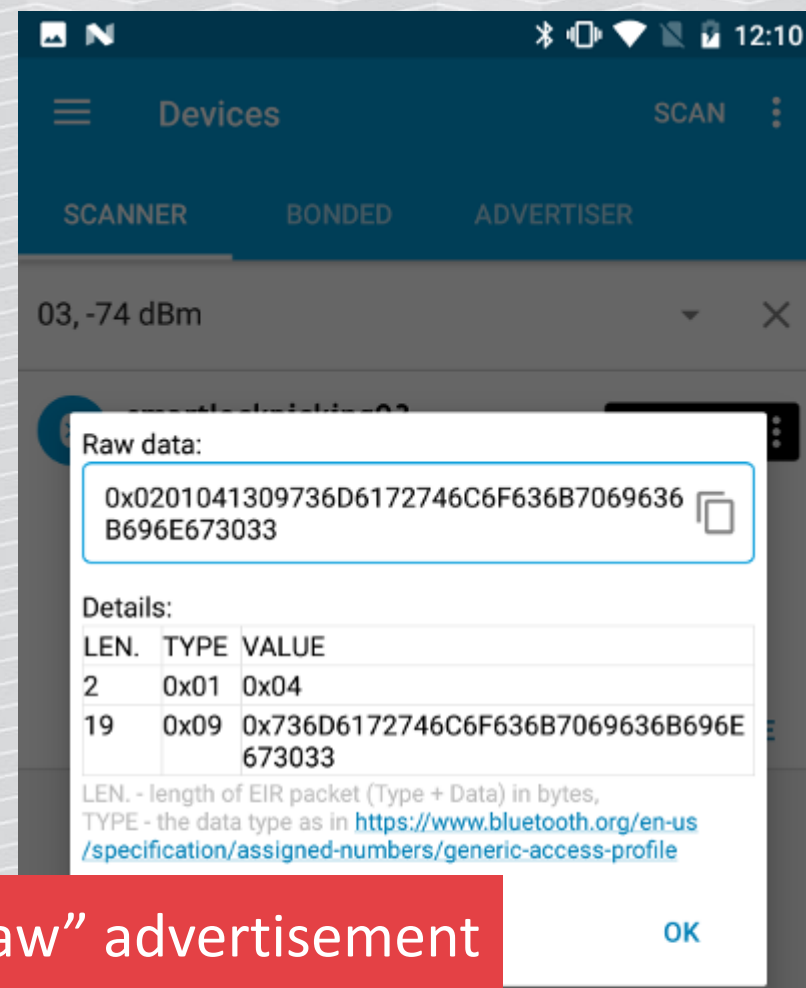 12:10
Devices SCAN
SCANNER BONDED ADVERTISER
03, -74 dBm
Raw data:
0x0201041309736D6172746C6F636B7069636
B696E673033
Details:
LEN. TYPE VALUE
2 0x01 0x04
19 0x09 0x736D6172746C6F636B7069636B696E
673033
LEN. - length of EIR packet (Type + Data) in bytes,
TYPE - the data type as in https://www.bluetooth.org/en-us
/specification/assigned-numbers/generic-access-profile
aw” advertisement
OK